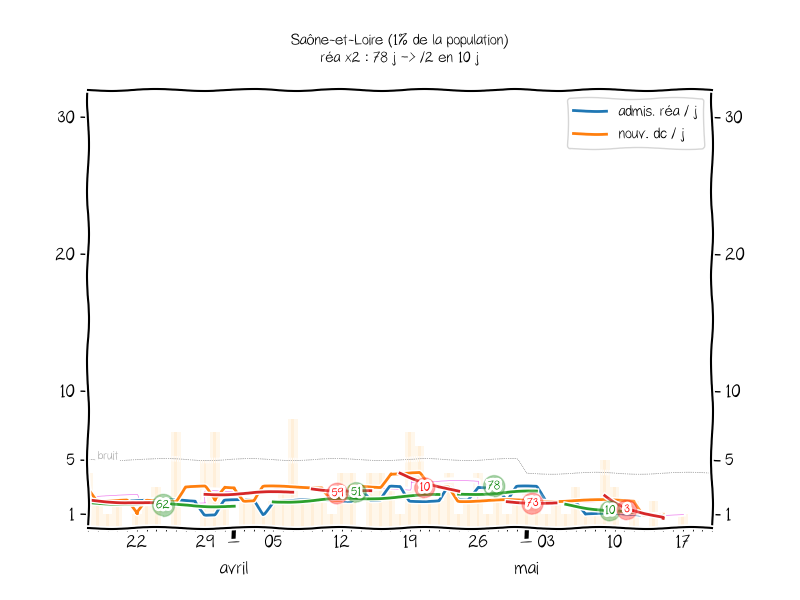 Saône-et-Loire (1% de la population)
réa x2 : 78 j -> /2 en 10 j
admis. réa / j
nouv. dc / j
30
30
20
20
10
10
5
bruit
5
1
1
62
59
51
10
78
73
10
3
22 29 05 12 19 26 03 10 17
avril mai